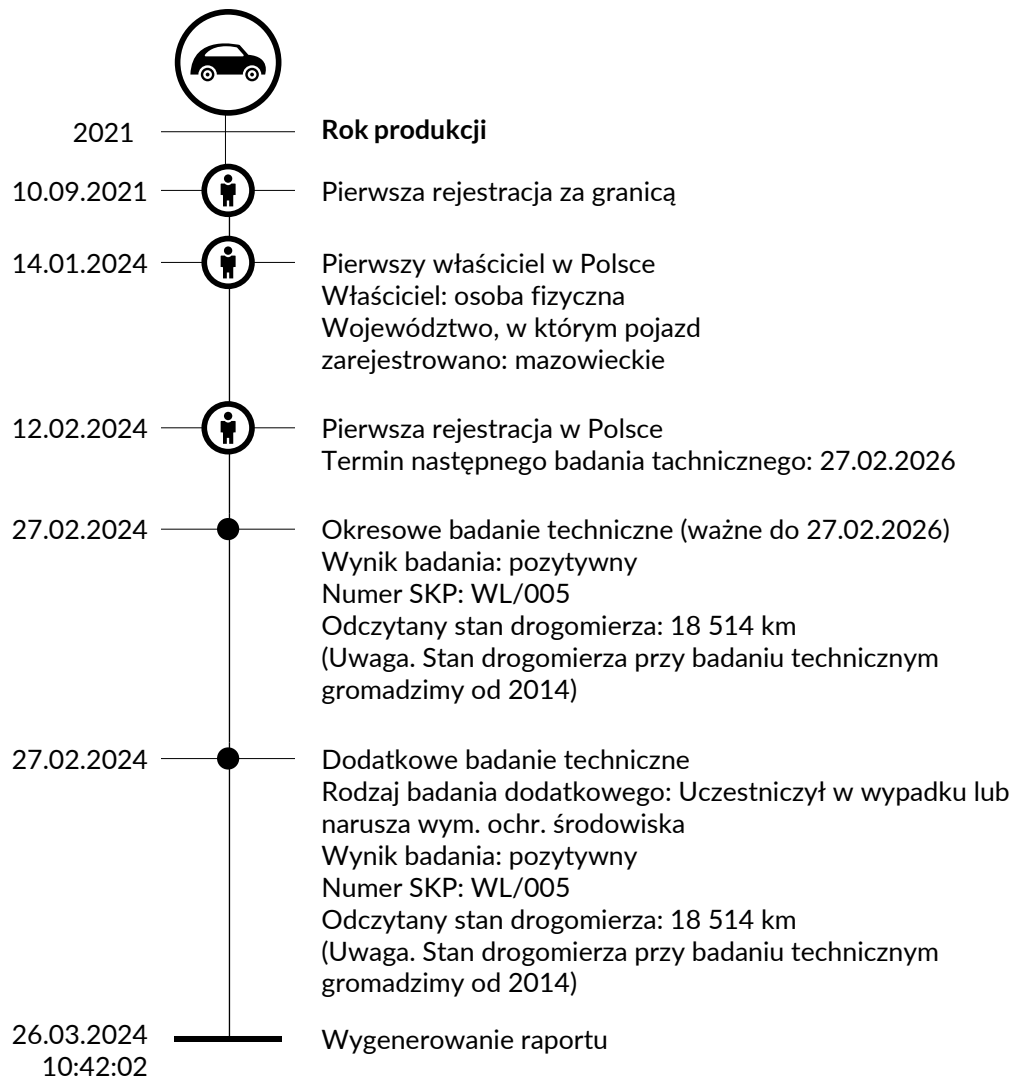 2021 Rok produkcji
10.09.2021 Pierwsza rejestracja za granicą
14.01.2024 Pierwszy właściciel w Polsce
Właściciel: osoba fizyczna
Województwo, w którym pojazd
zarejestrowano: mazowieckie
12.02.2024 Pierwsza rejestracja w Polsce
Termin następnego badania tachnicznego: 27.02.2026
27.02.2024 Okresowe badanie techniczne (ważne do 27.02.2026)
Wynik badania: pozytywny
Numer SKP: WL/005
Odczytany stan drogomierza: 18 514 km
(Uwaga. Stan drogomierza przy badaniu technicznym
gromadzimy od 2014)
27.02.2024 Dodatkowe badanie techniczne
Rodzaj badania dodatkowego: Uczestniczył w wypadku lub
narusza wym. ochr. środowiska
Wynik badania: pozytywny
Numer SKP: WL/005
Odczytany stan drogomierza: 18 514 km
(Uwaga. Stan drogomierza przy badaniu technicznym
gromadzimy od 2014)
26.03.2024 Wygenerowanie raportu
10:42:02